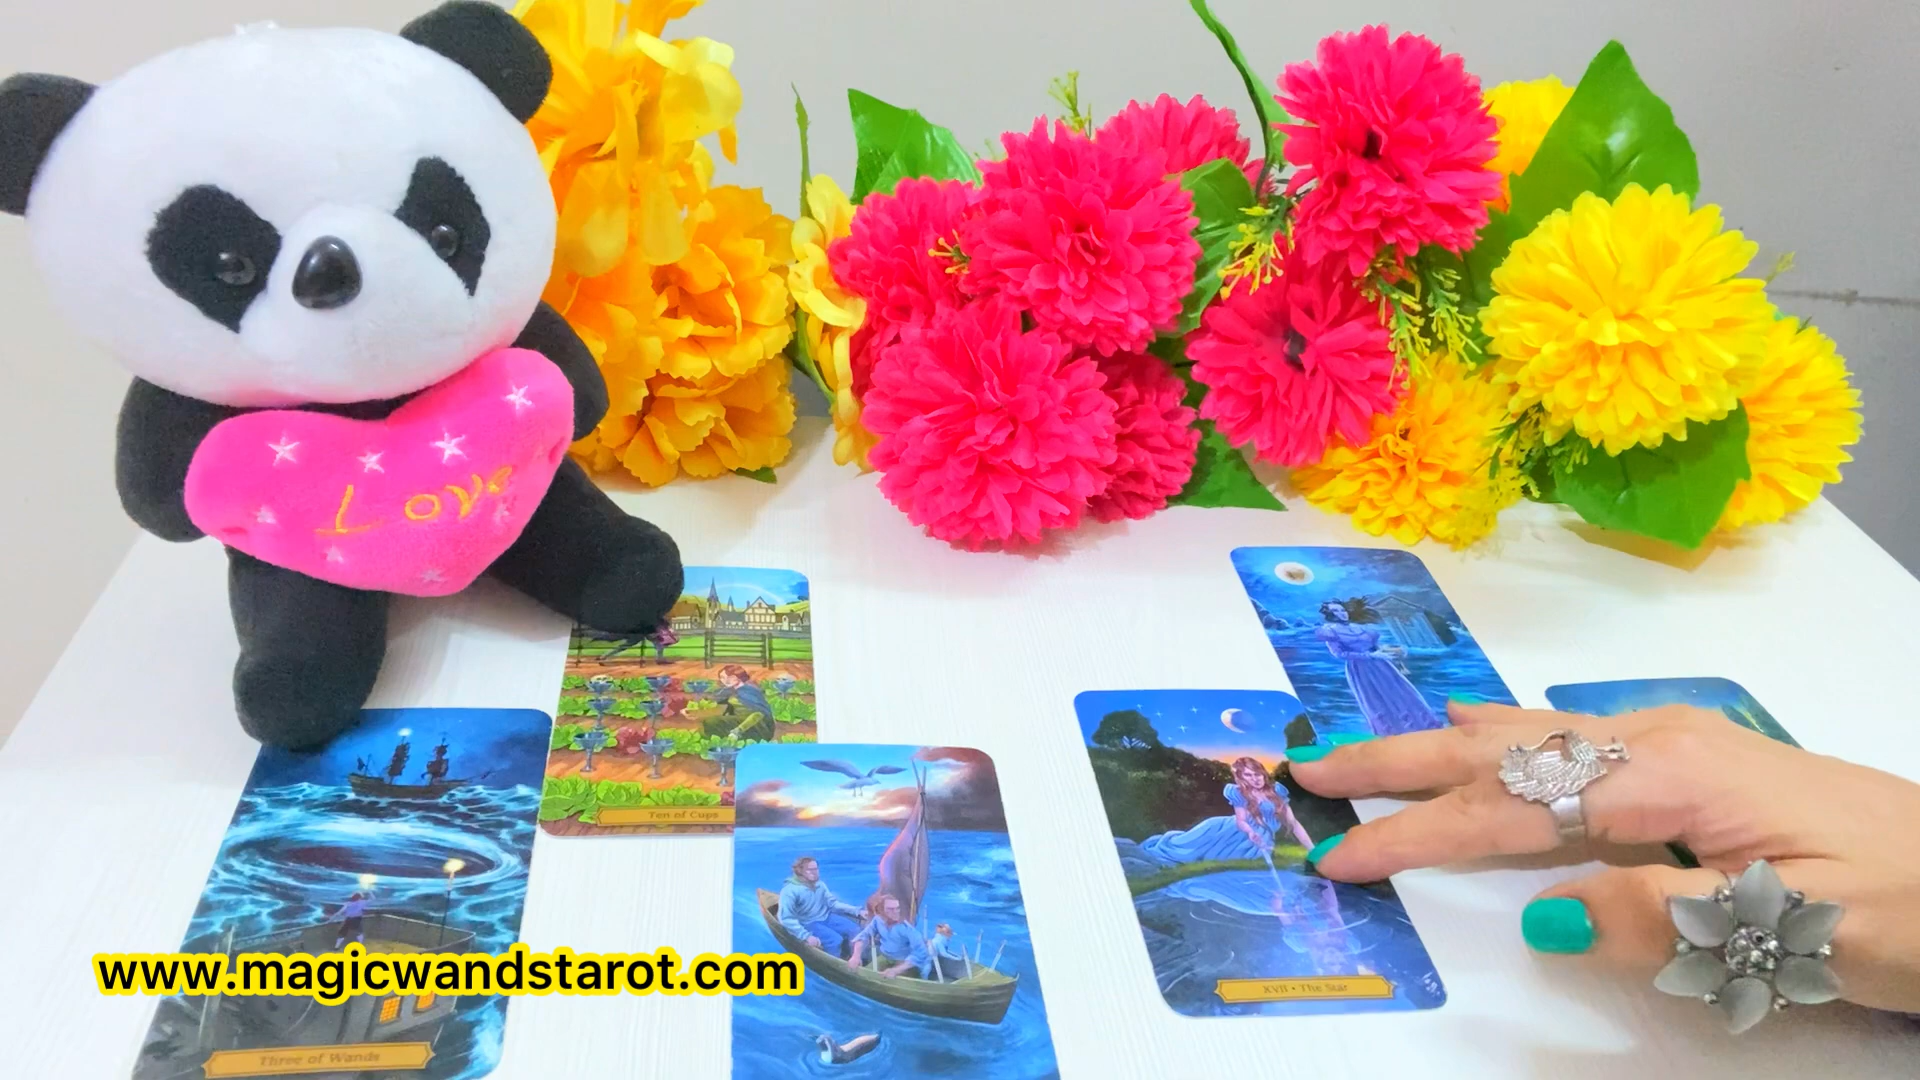 Love
Ten of Cups
XVII • The Star
www.magicwandstarot.com
Three of Wands